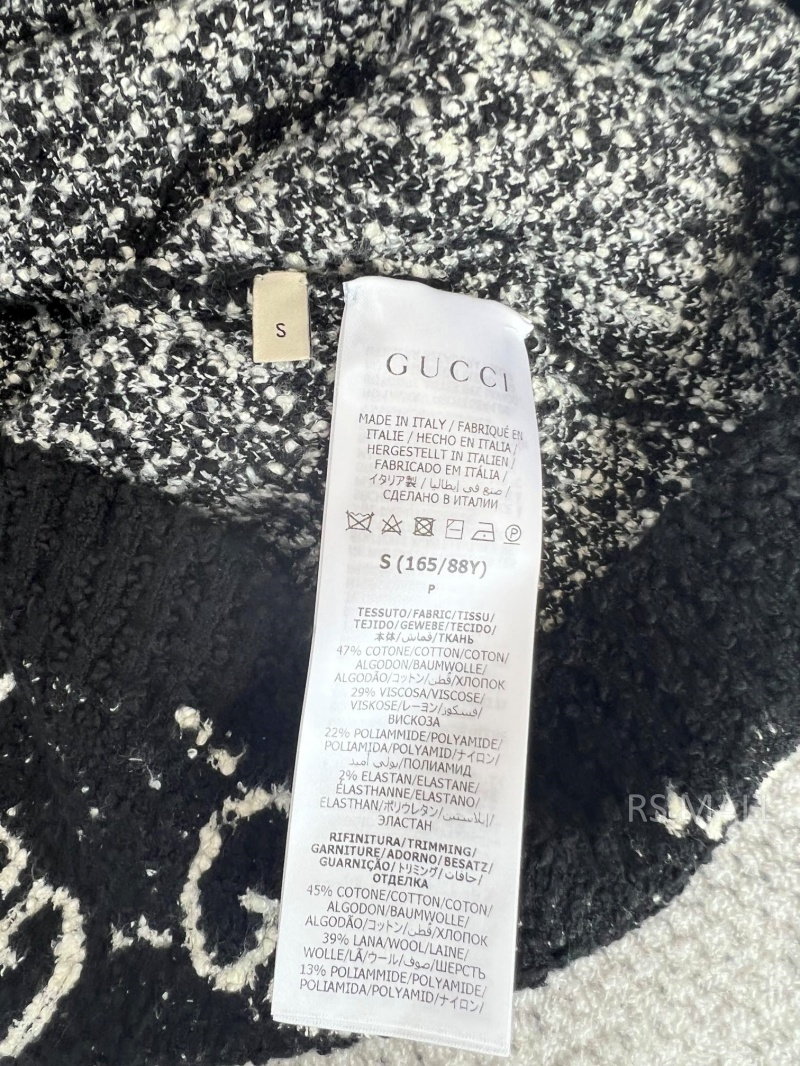 S
GUCCI
MADE IN ITALY / FABRIQUÉ EN
ITALIE / HECHO EN ITALIA /
HERGESTELLT IN ITALIEN /
FABRICADO EM ITÁLIA /
イタリア製 / صنع في إيطاليا /
СДЕЛАНО В ИТАЛИИ
P
S (165/88Y)
P
TESSUTO/FABRIC/TISSU/
TEJIDO/GEWEBE/TECIDO/
本体/قماش/ТКАНЬ
47% COTONE/COTTON/COTON/
ALGODON/BAUMWOLLE/
ALGODÃO/コットン/قطن/ХЛОПОК
29% VISCOSA/VISCOSE/
VISKOSE/レーヨン/فسكوز/
ВИСКОЗА
22% POLIAMMIDE/POLYAMIDE/
POLIAMIDA/POLYAMID/ナイロン/
بولي أميد/ПОЛИАМИД
2% ELASTAN/ELASTANE/
ÉLASTHANNE/ELASTANO/
ELASTHAN/ポリウレタン/إيلاستين/
ЭЛАСТАН
RIFINITURA/TRIMMING/
GARNITURE/ADORNO/BESATZ/
GUARNIÇÃO/トリミング/حافات/
ОТДЕЛКА
45% COTONE/COTTON/COTON/
ALGODON/BAUMWOLLE/
ALGODÃO/コットン/قطن/ХЛОПОК
39% LANA/WOOL/LAINE/
WOLLE/LÃ/ウール/صوف/ШЕРСТЬ
13% POLIAMMIDE/POLYAMIDE/
POLIAMIDA/POLYAMID/ナイロン/
G